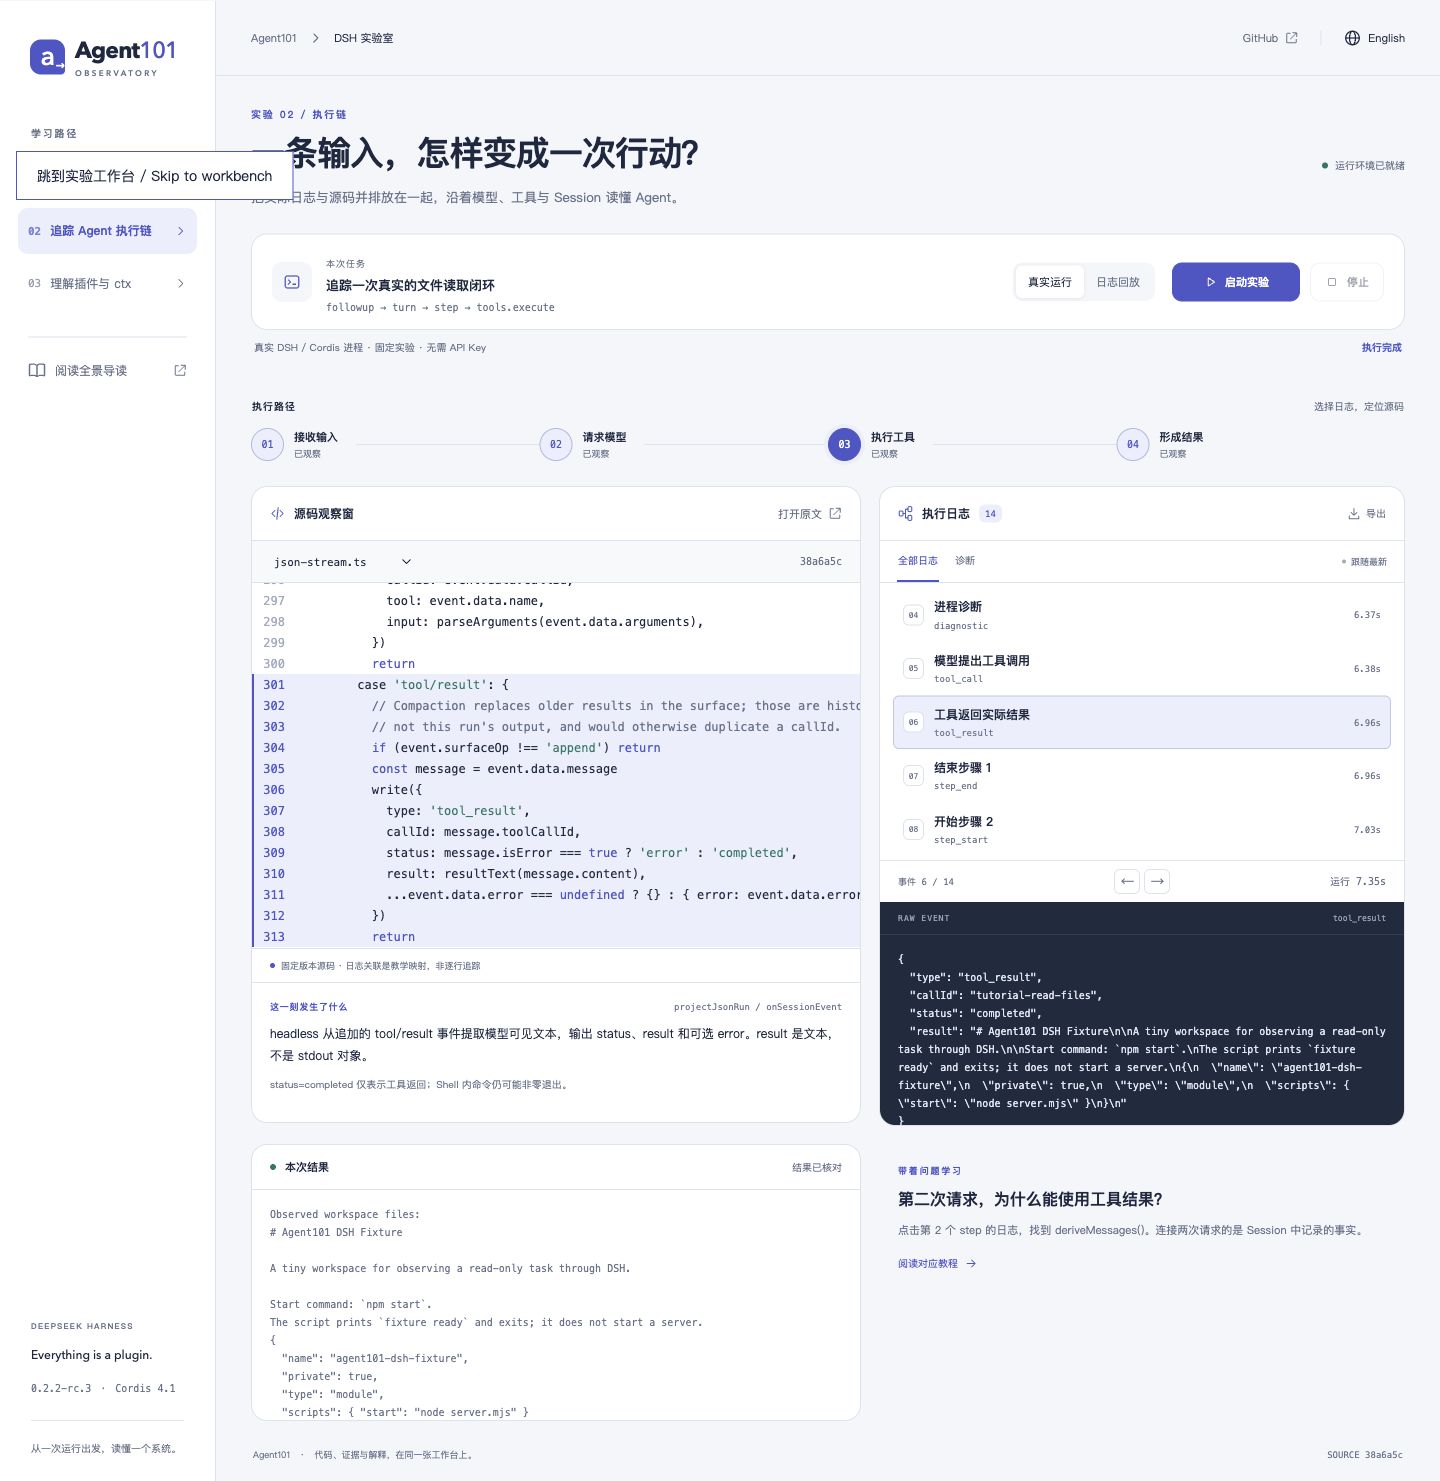 Agent101
OBSERVATORY
学习路径
跳到实验工作台 / Skip to workbench
02 追踪 Agent 执行链
03 理解插件与 ctx
阅读全景导读
DEEPSEEK HARNESS
Everything is a plugin.
0.2.2-rc.3 · Cordis 4.1
从一次运行出发，读懂一个系统。
Agent101 > DSH 实验室
GitHub
English
实验 02 / 执行链
条输入，怎样变成一次行动？
日志与源码并排放在一起，沿着模型、工具与 Session 读懂 Agent。
运行环境已就绪
本次任务
追踪一次真实的文件读取闭环
followup → turn → step → tools.execute
真实运行
日志回放
启动实验
停止
真实 DSH / Cordis 进程 · 固定实验 · 无需 API Key
执行完成
执行路径
选择日志，定位源码
01 接收输入
已观察
02 请求模型
已观察
03 执行工具
已观察
04 形成结果
已观察
源码观察窗
打开原文
json-stream.ts
38a6a5c
297 tool: event.data.name,
298 input: parseArguments(event.data.arguments),
299 })
300 return
301 case 'tool/result': {
302 // Compaction replaces older results in the surface; those are histo
303 // not this run's output, and would otherwise duplicate a callId.
304 if (event.surfaceOp !== 'append') return
305 const message = event.data.message
306 write({
307 type: 'tool_result',
308 callId: message.toolCallId,
309 status: message.isError === true ? 'error' : 'completed',
310 result: resultText(message.content),
311 ...event.data.error === undefined ? {} : { error: event.data.error
312 })
313 return
固定版本源码 · 日志关联是教学映射，非逐行追踪
这一刻发生了什么
projectJsonRun / onSessionEvent
headless 从追加的 tool/result 事件提取模型可见文本，输出 status、result 和可选 error。result 是文本，
不是 stdout 对象。
status=completed 仅表示工具返回；Shell 内命令仍可能非零退出。
执行日志 14
导出
全部日志
诊断
跟随最新
04 进程诊断
diagnostic
6.37s
05 模型提出工具调用
tool_call
6.38s
06 工具返回实际结果
tool_result
6.96s
07 结束步骤 1
step_end
6.96s
08 开始步骤 2
step_start
7.03s
事件 6 / 14
← →
运行 7.35s
RAW EVENT
tool_result
{
"type": "tool_result",
"callId": "tutorial-read-files",
"status": "completed",
"result": "# Agent101 DSH Fixture\n\nA tiny workspace for observing a read-only
task through DSH.\n\nStart command: `npm start`.\nThe script prints `fixture
ready` and exits; it does not start a server.\n{\n  \"name\": \"agent101-dsh-
fixture\",\n  \"private\": true,\n  \"type\": \"module\",\n  \"scripts\": {
\"start\": \"node server.mjs\" }\n}\n"
}
本次结果
结果已核对
Observed workspace files:
# Agent101 DSH Fixture
A tiny workspace for observing a read-only task through DSH.
Start command: `npm start`.
The script prints `fixture ready` and exits; it does not start a server.
{
"name": "agent101-dsh-fixture",
"private": true,
"type": "module",
"scripts": { "start": "node server.mjs" }
带着问题学习
第二次请求，为什么能使用工具结果？
点击第 2 个 step 的日志，找到 deriveMessages()。连接两次请求的是 Session 中记录的事实。
阅读对应教程 →
Agent101 · 代码、证据与解释，在同一张工作台上。
SOURCE 38a6a5c